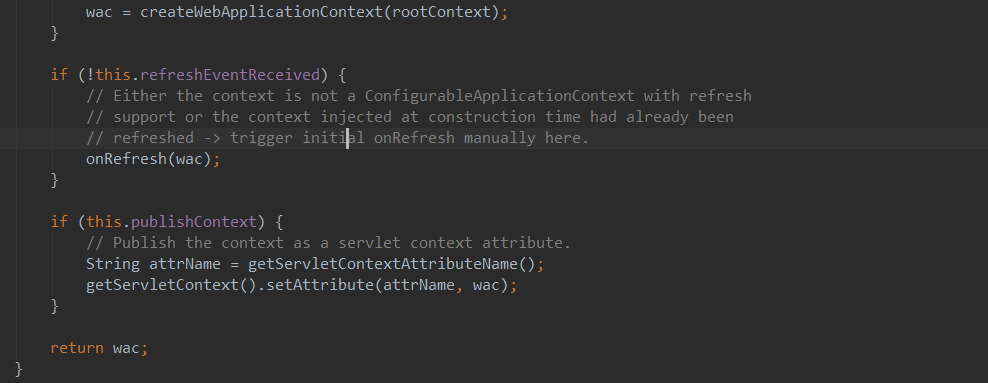 wac = createWebApplicationContext(rootContext);
}
if (!this.refreshEventReceived) {
// Either the context is not a ConfigurableApplicationContext with refresh
// support or the context injected at construction time had already been
// refreshed -> trigger initial onRefresh manually here.
onRefresh(wac);
}
if (this.publishContext) {
// Publish the context as a servlet context attribute.
String attrName = getServletContextAttributeName();
getServletContext().setAttribute(attrName, wac);
}
return wac;
}